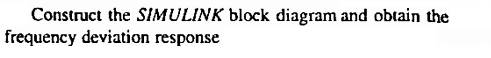 Construct the SIMULINK block diagram and obtain the
frequency deviation response